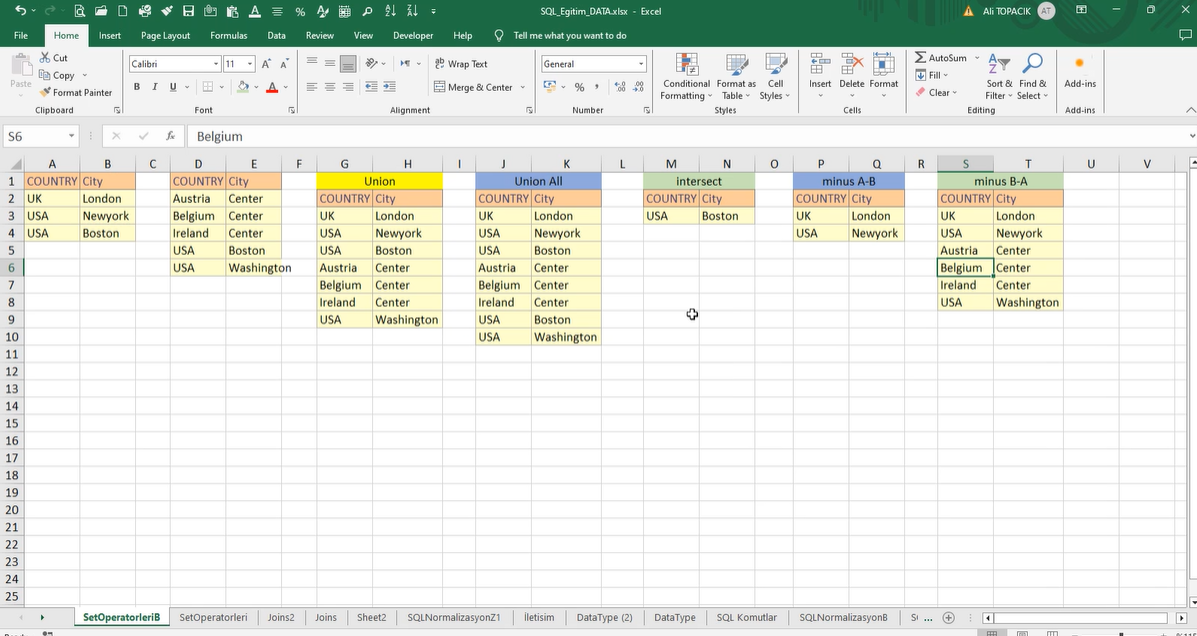 SQL_Egitim_DATA.xlsx - Excel
Ali TOPACIK AT
File Home Insert Page Layout Formulas Data Review View Developer Help Tell me what you want to do
Paste
Cut
Copy
Format Painter
Clipboard
Calibri 11
B I U
Font
Wrap Text
Merge & Center
Alignment
General
Number
Conditional Formatting
Format as Table
Cell Styles
Styles
Insert Delete Format
Cells
AutoSum
Fill
Clear
Sort & Filter
Find & Select
Editing
Add-ins
Add-ins
S6 fx Belgium
A B C D E F G H I J K L M N O P Q R S T U V
1 COUNTRY City COUNTRY City Union Union All intersect minus A-B minus B-A
2 UK London Austria Center COUNTRY City COUNTRY City COUNTRY City COUNTRY City COUNTRY City
3 USA Newyork Belgium Center UK London UK London USA Boston UK London UK London
4 USA Boston Ireland Center USA Newyork USA Newyork USA Newyork USA Newyork
5 USA Boston USA Boston USA Boston Austria Center
6 USA Washington Austria Center Austria Center Belgium Center
7 Belgium Center Belgium Center Ireland Center
8 Ireland Center Ireland Center USA Washington
9 USA Washington USA Boston
10 USA Washington
11
12
13
14
15
16
17
18
19
20
21
22
23
24
25
SetOperatorleriB SetOperatorleri Joins2 Joins Sheet2 SQLNormalizasyonZ1 İletisim DataType (2) DataType SQL Komutlar SQLNormalizasyonB ...